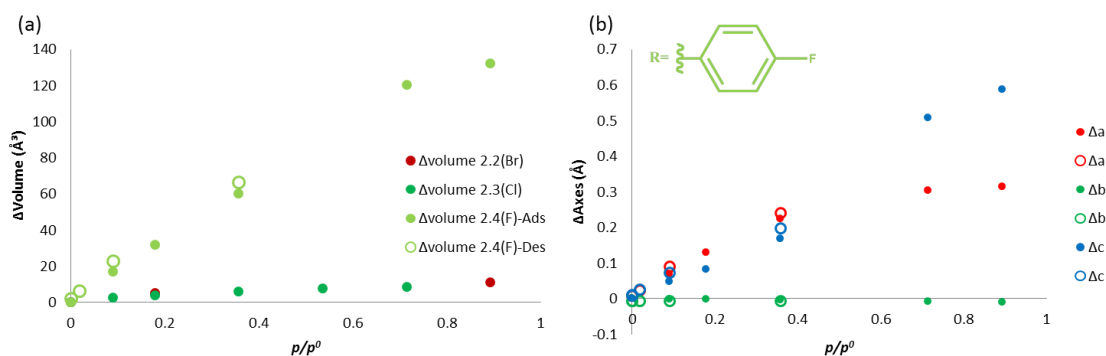 (a)
140
120
100
80
60
40
20
0
0
0.2
0.4
0.6
0.8
1
ΔVolume (Å³)
p/p⁰
Δvolume 2.2(Br)
Δvolume 2.3(Cl)
Δvolume 2.4(F)-Ads
Δvolume 2.4(F)-Des
(b)
R=
F
0.7
0.6
0.5
0.4
0.3
0.2
0.1
0
-0.1
0
0.2
0.4
0.6
0.8
1
ΔAxes (Å)
p/p⁰
Δa
Δa
Δb
Δb
Δc
Δc